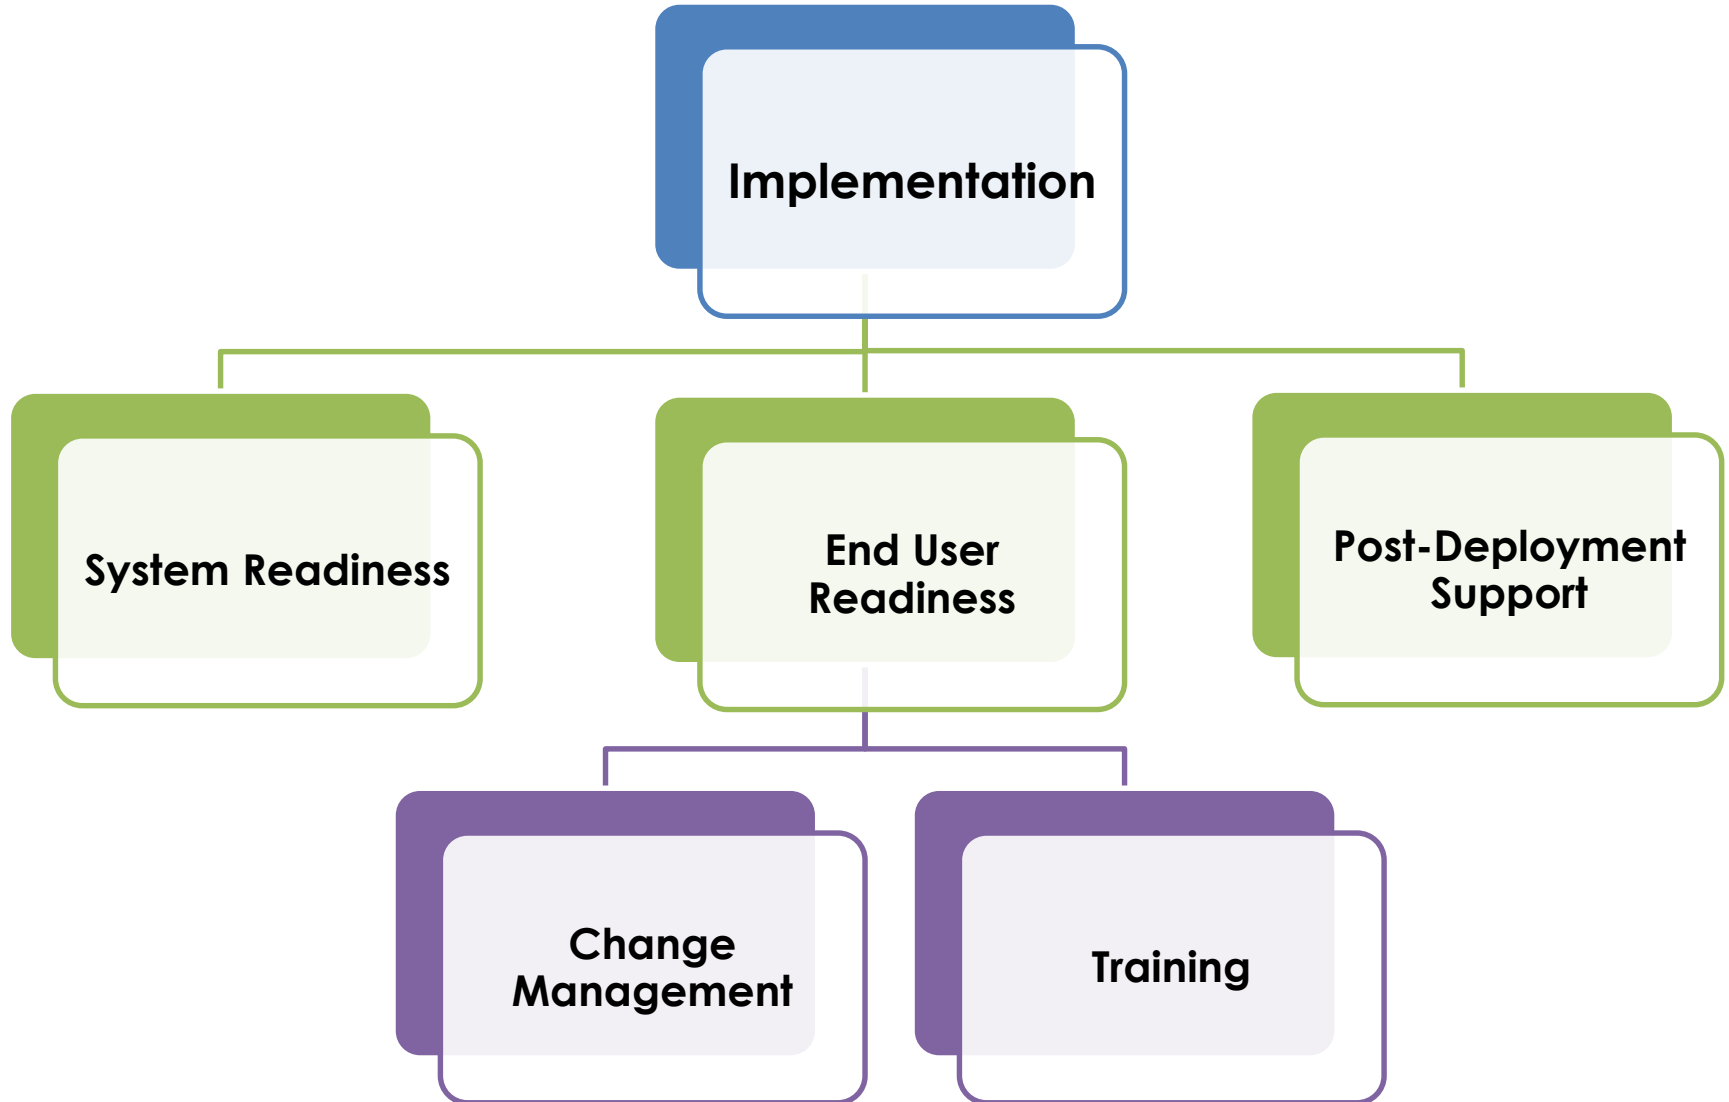 Implementation
System Readiness
End User
Readiness
Post-Deployment
Support
Change
Management
Training